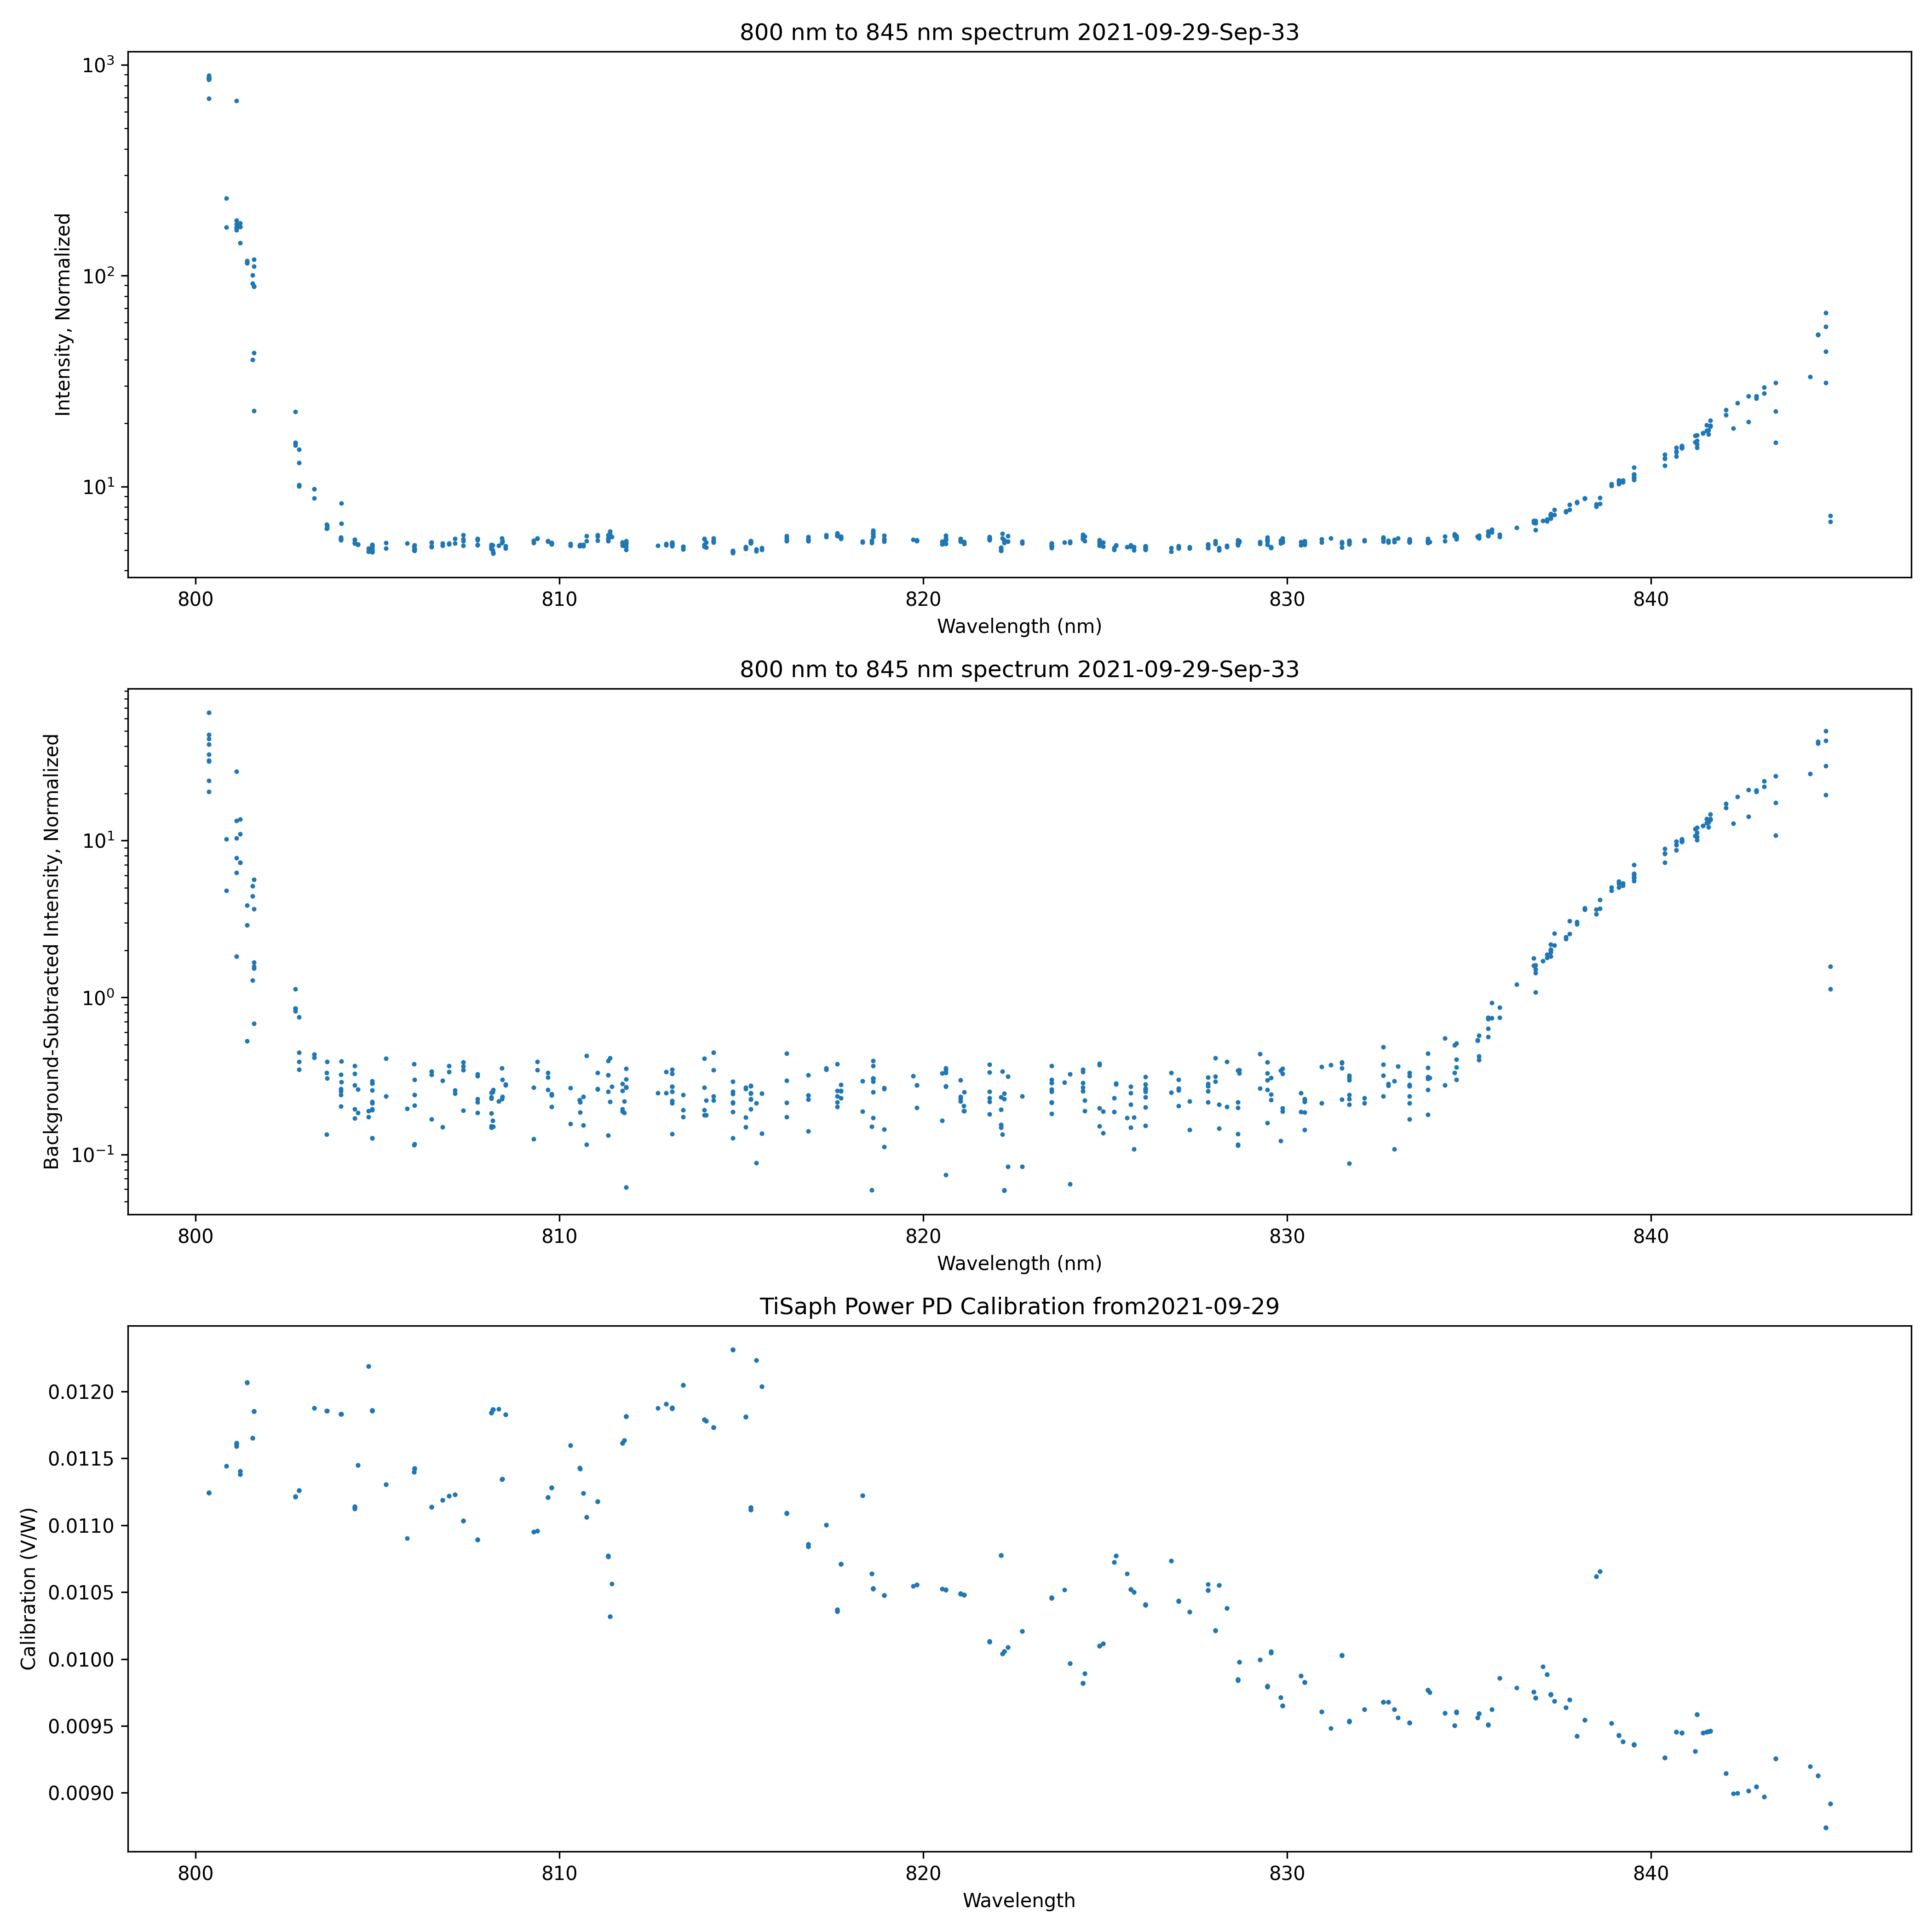 800 nm to 845 nm spectrum 2021-09-29-Sep-33
Intensity, Normalized
10³
10²
10¹
800 810 820 830 840
Wavelength (nm)
800 nm to 845 nm spectrum 2021-09-29-Sep-33
Background-Subtracted Intensity, Normalized
10¹
10⁰
10⁻¹
800 810 820 830 840
Wavelength (nm)
TiSaph Power PD Calibration from2021-09-29
Calibration (V/W)
0.0120
0.0115
0.0110
0.0105
0.0100
0.0095
0.0090
800 810 820 830 840
Wavelength